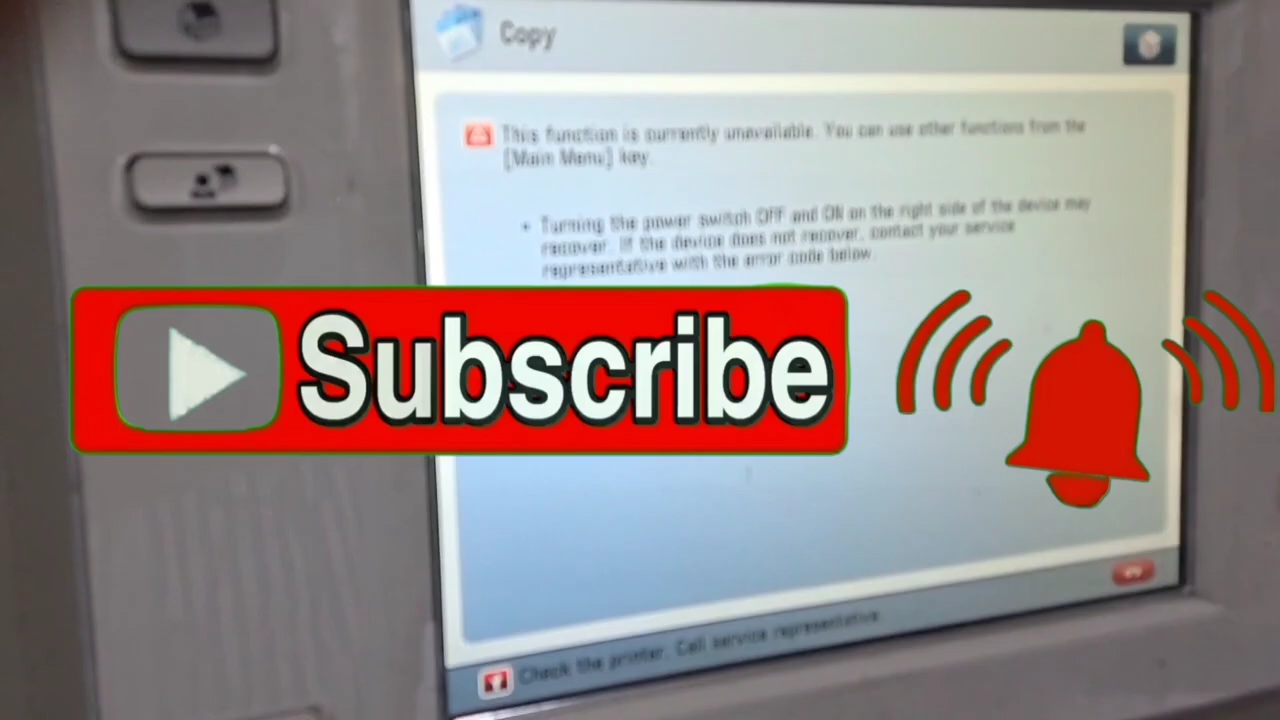 Copy
This function is currently unavailable. You can use other functions from the
[Main Menu] key.
• Turning the power switch OFF and ON on the right side of the device may
recover. If the device does not recover, contact your service
representative with the error code below.
Subscribe
Check the printer. Call service representative.